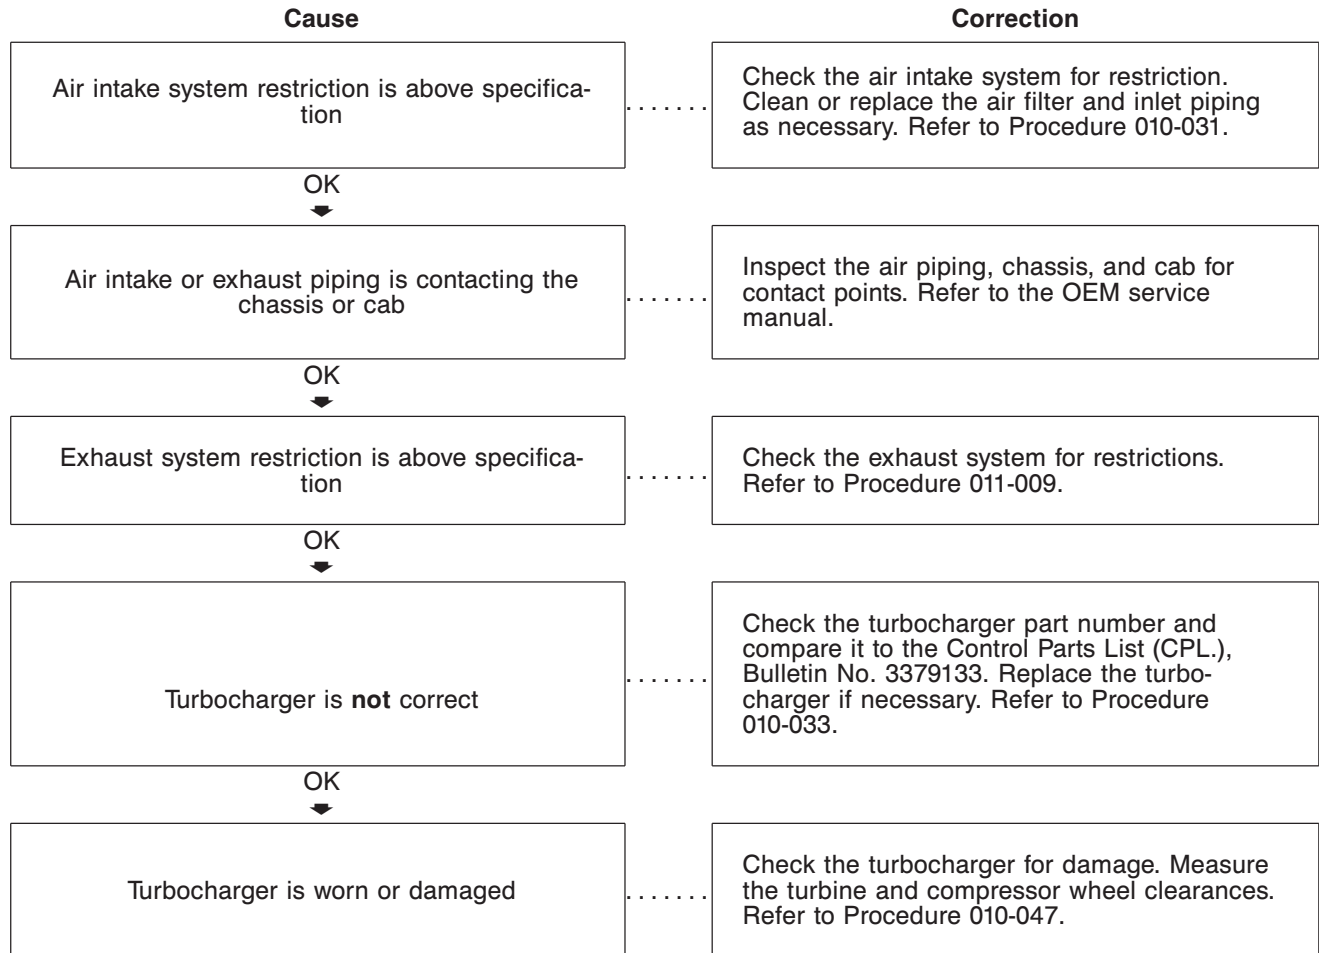 Cause
Correction
Air intake system restriction is above specifica-
tion
. . . . . . .
Check the air intake system for restriction.
Clean or replace the air filter and inlet piping
as necessary. Refer to Procedure 010-031.
OK
Air intake or exhaust piping is contacting the
chassis or cab
. . . . . . .
Inspect the air piping, chassis, and cab for
contact points. Refer to the OEM service
manual.
OK
Exhaust system restriction is above specifica-
tion
. . . . . . .
Check the exhaust system for restrictions.
Refer to Procedure 011-009.
OK
Turbocharger is not correct
. . . . . . .
Check the turbocharger part number and
compare it to the Control Parts List (CPL.),
Bulletin No. 3379133. Replace the turbo-
charger if necessary. Refer to Procedure
010-033.
OK
Turbocharger is worn or damaged
. . . . . . .
Check the turbocharger for damage. Measure
the turbine and compressor wheel clearances.
Refer to Procedure 010-047.